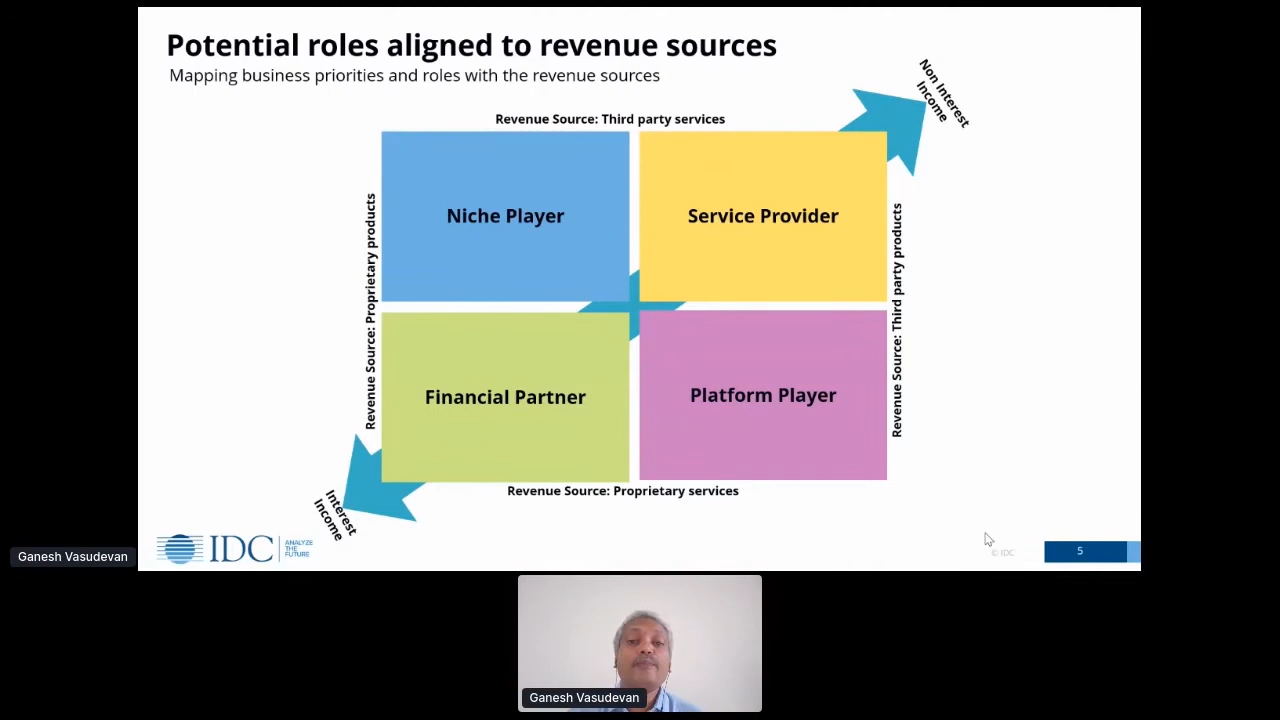 Potential roles aligned to revenue sources
Mapping business priorities and roles with the revenue sources
Non Interest
Income
Revenue Source: Third party services
Revenue Source: Proprietary products
Niche Player
Service Provider
Revenue Source: Third party products
Financial Partner
Platform Player
Revenue Source: Proprietary services
Interest
Income
IDC
ANALYZE
THE
FUTURE
© IDC
5
Ganesh Vasudevan
Ganesh Vasudevan